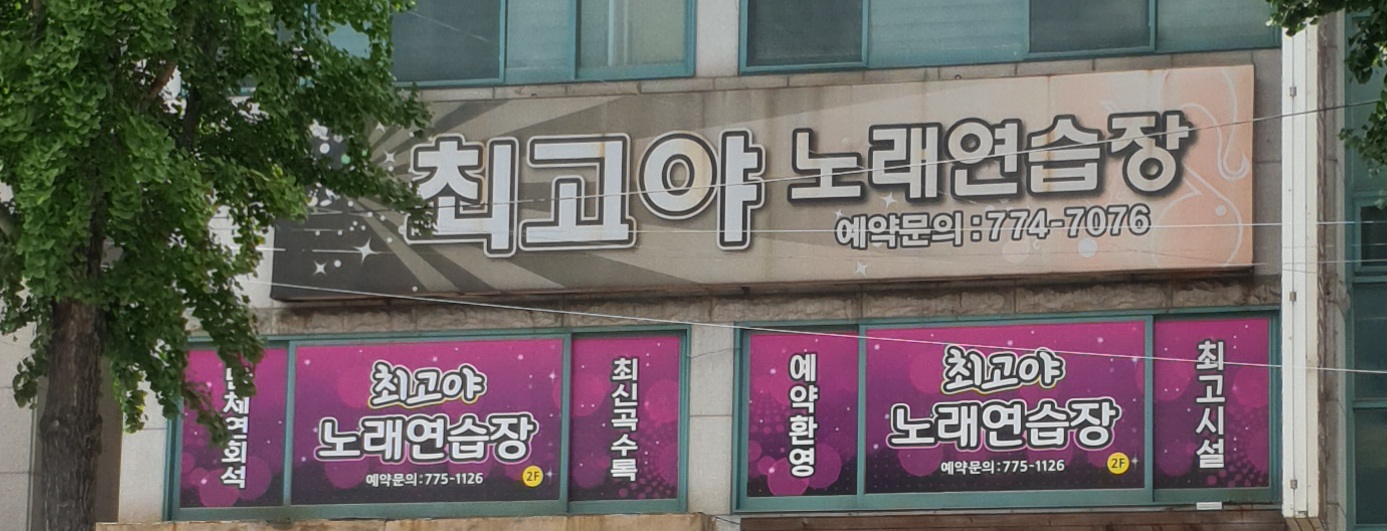 최고야 노래연습장
예약문의:774-7076
단체연회석
최고야
노래연습장
예약문의:775-1126
2F
최신곡수록
예약환영
최고야
노래연습장
예약문의:775-1126
2F
최고시설